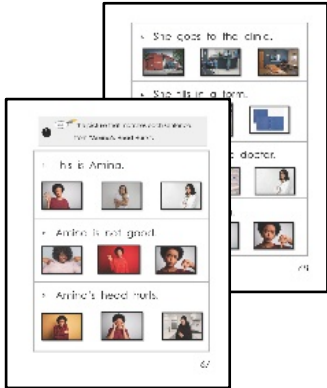 This is Amina.
Amina is not good.
Amina's head hurts.
67
She goes to the clinic.
She fills in a form.
doctor.